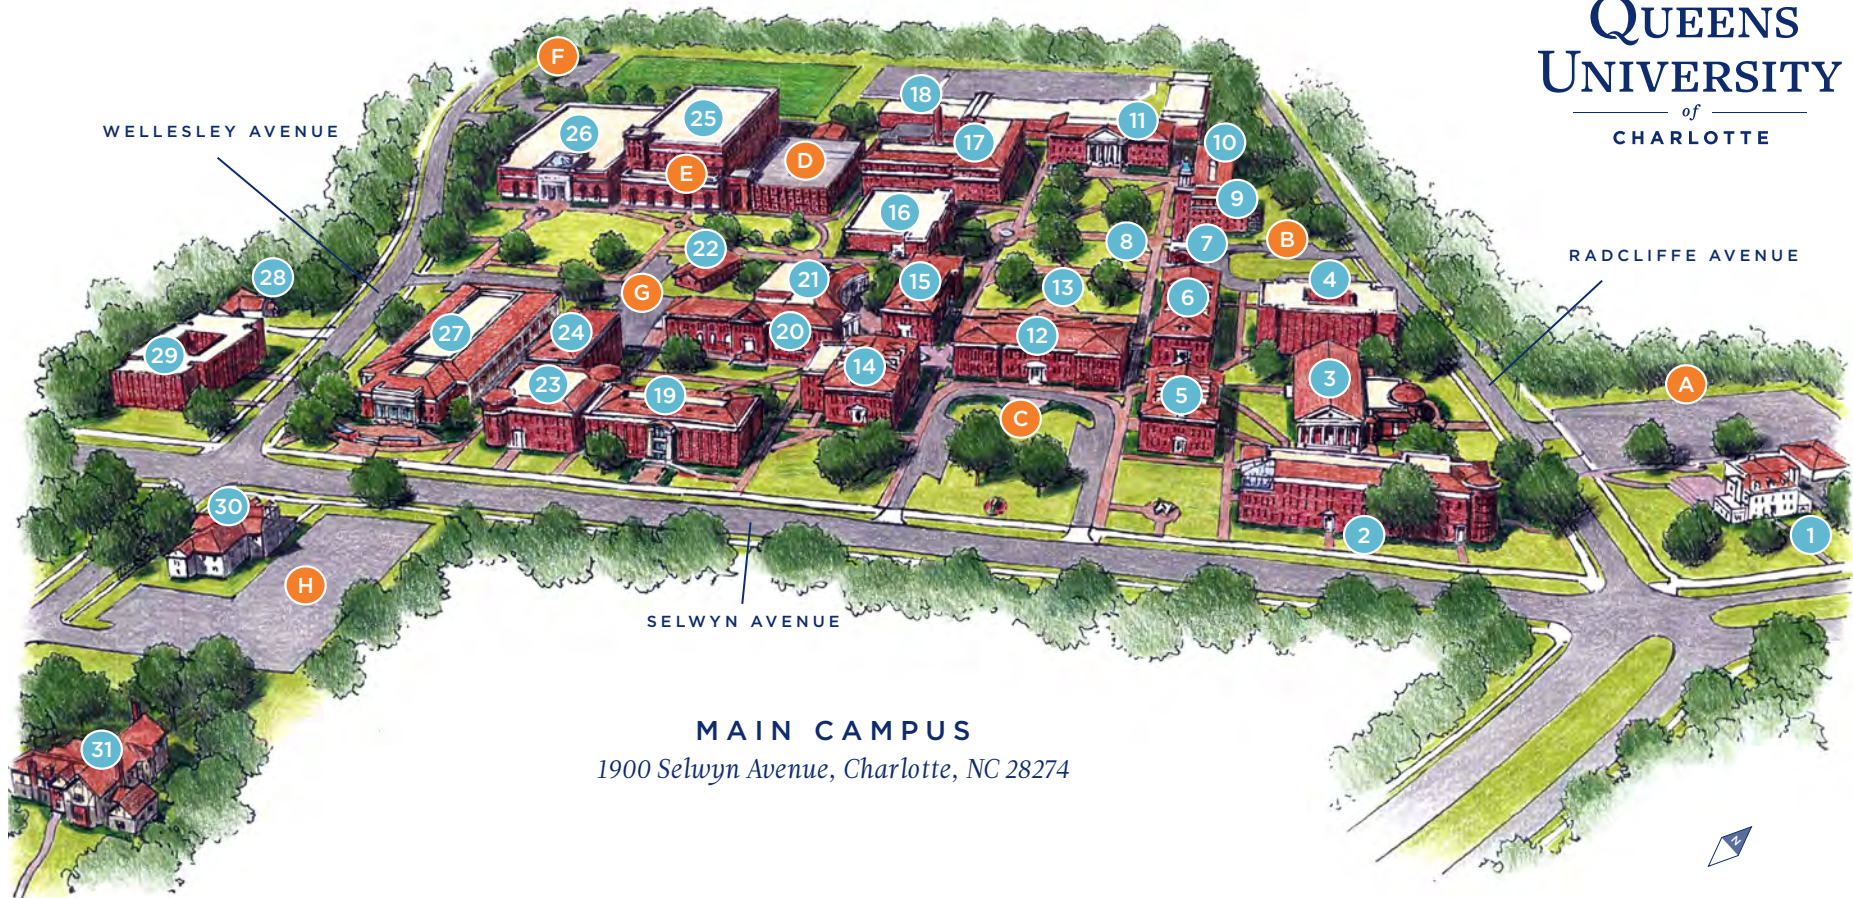 QUEENS
UNIVERSITY
of
CHARLOTTE
F
18
25
26
11
17
10
D
E
9
16
8
7
B
22
28
21
15
4
13
G
6
27
24
20
12
29
14
3
23
19
5
A
C
30
2
1
H
31
WELLESLEY AVENUE
RADCLIFFE AVENUE
SELWYN AVENUE
MAIN CAMPUS
1900 Selwyn Avenue, Charlotte, NC 28274
N